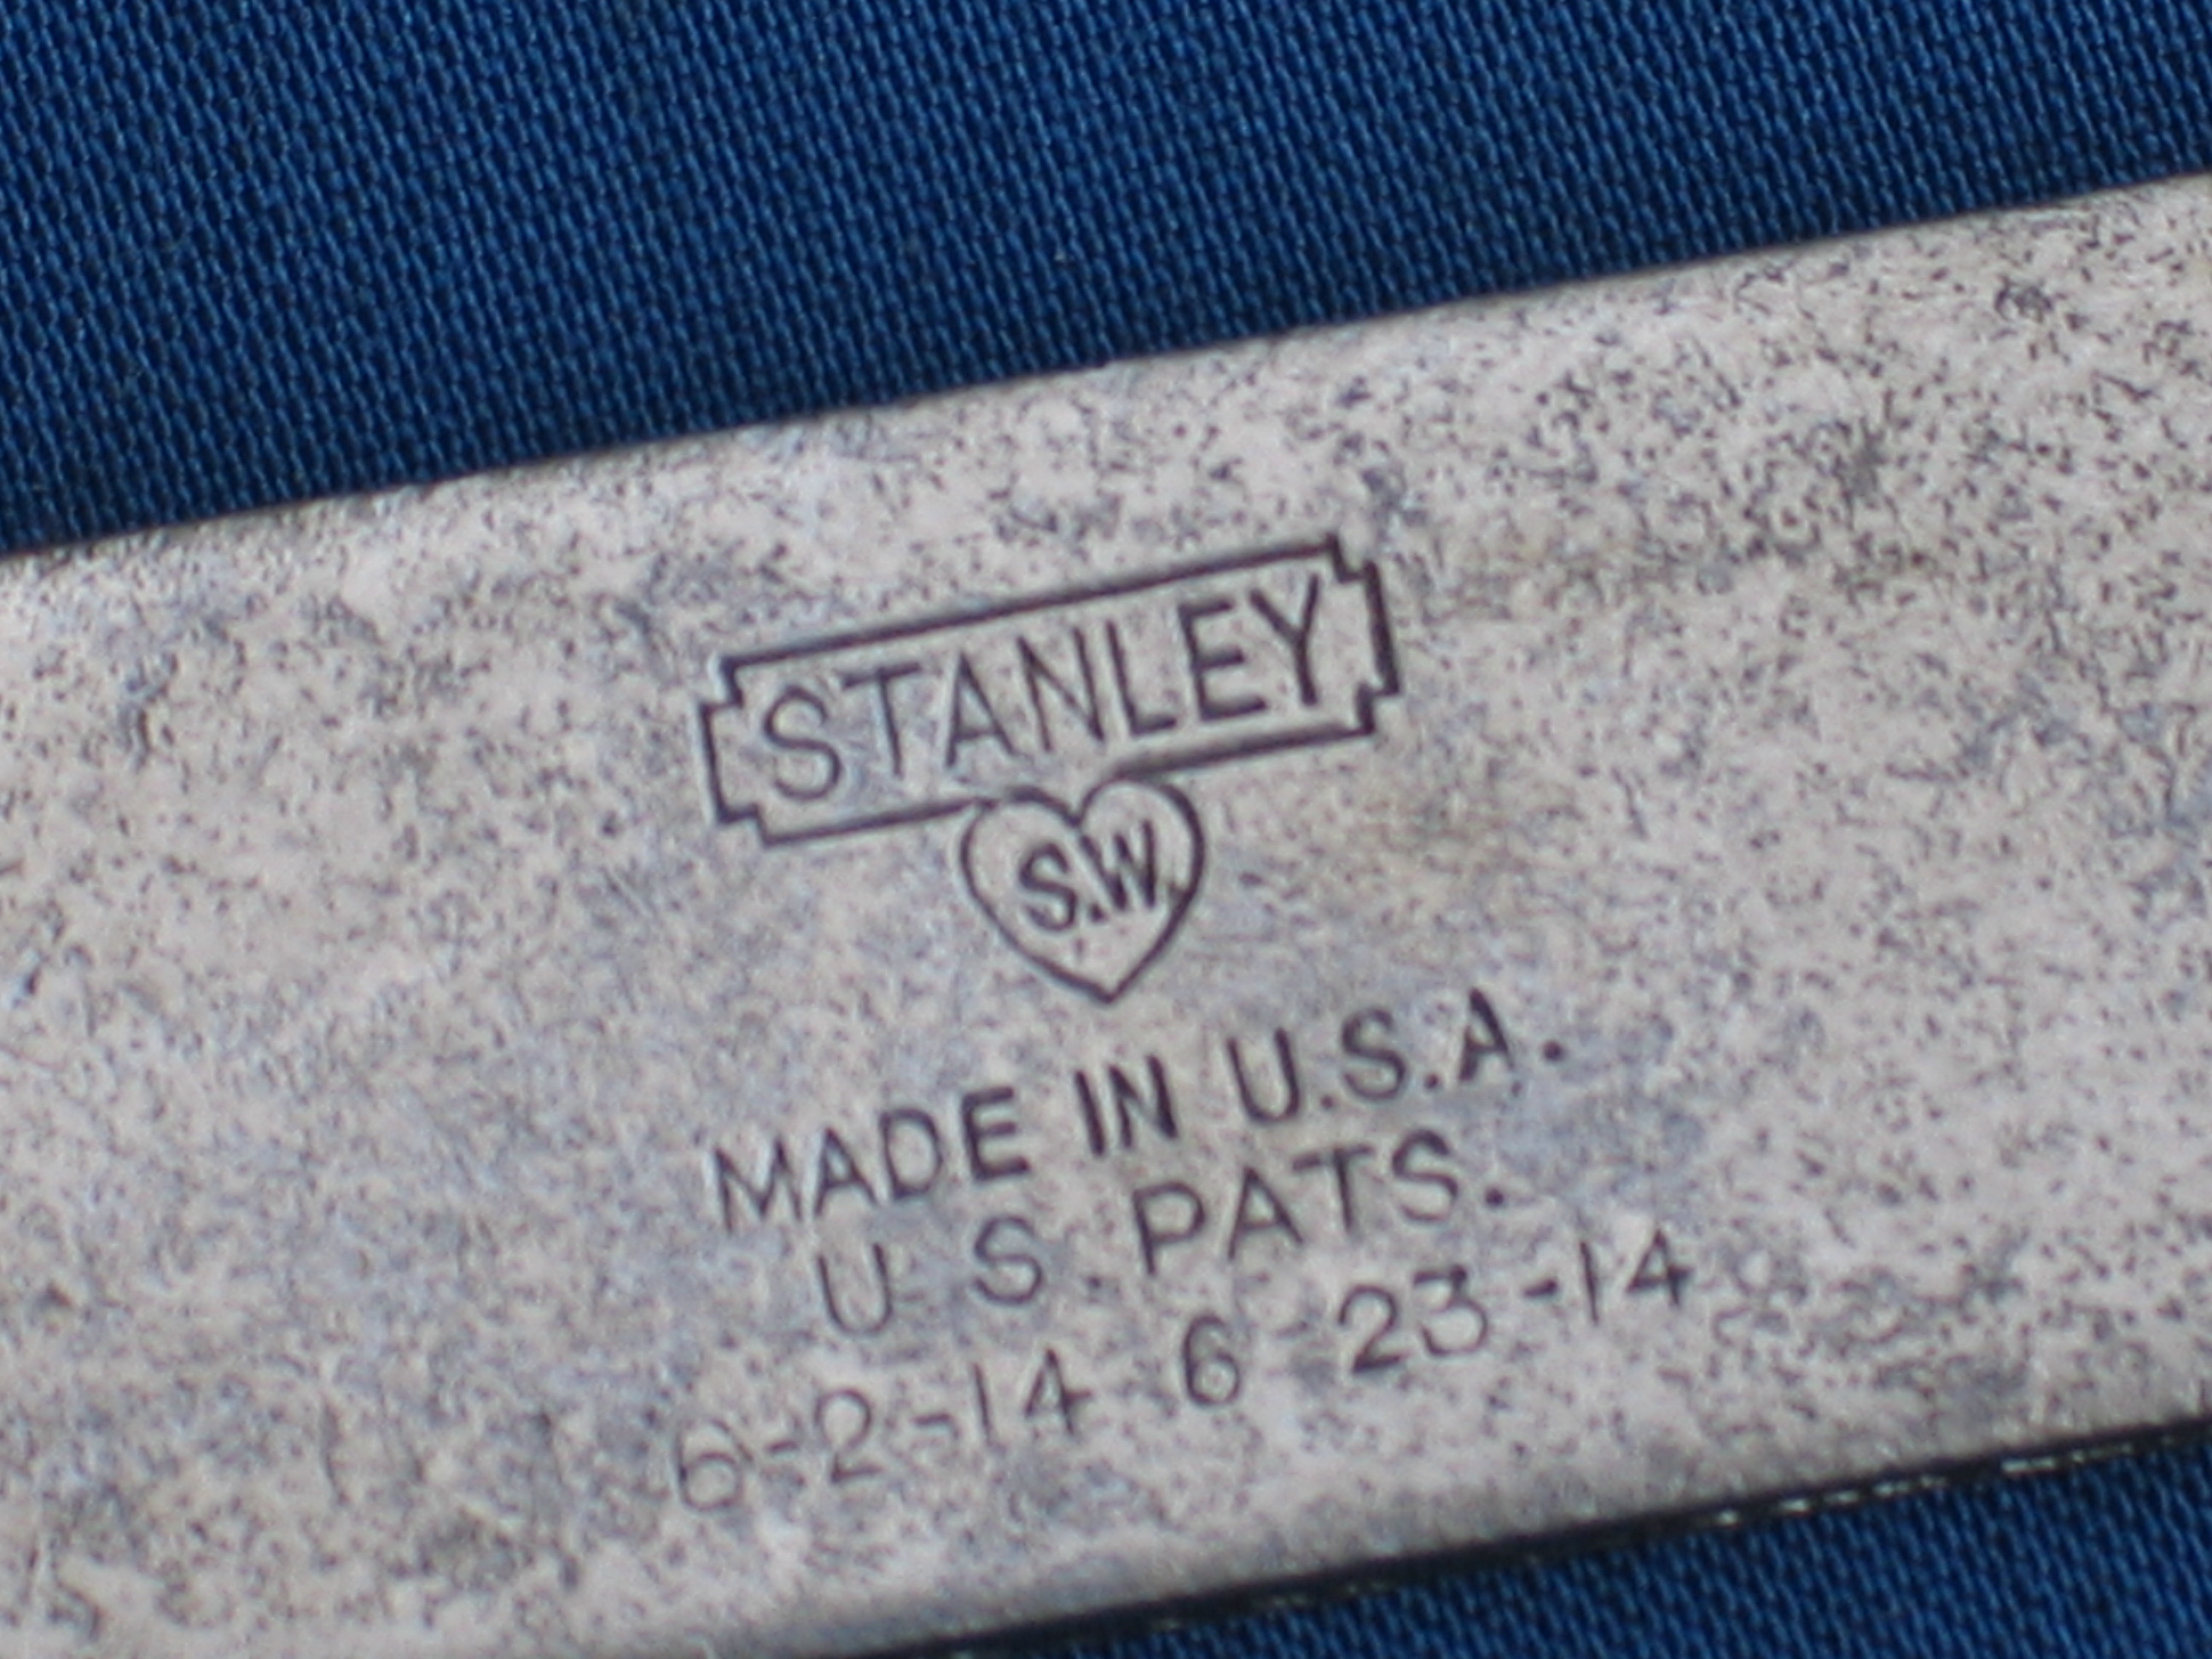 STANLEY
S.W.
MADE IN U.S.A.
U S. PATS.
6-2-14 6 23-14